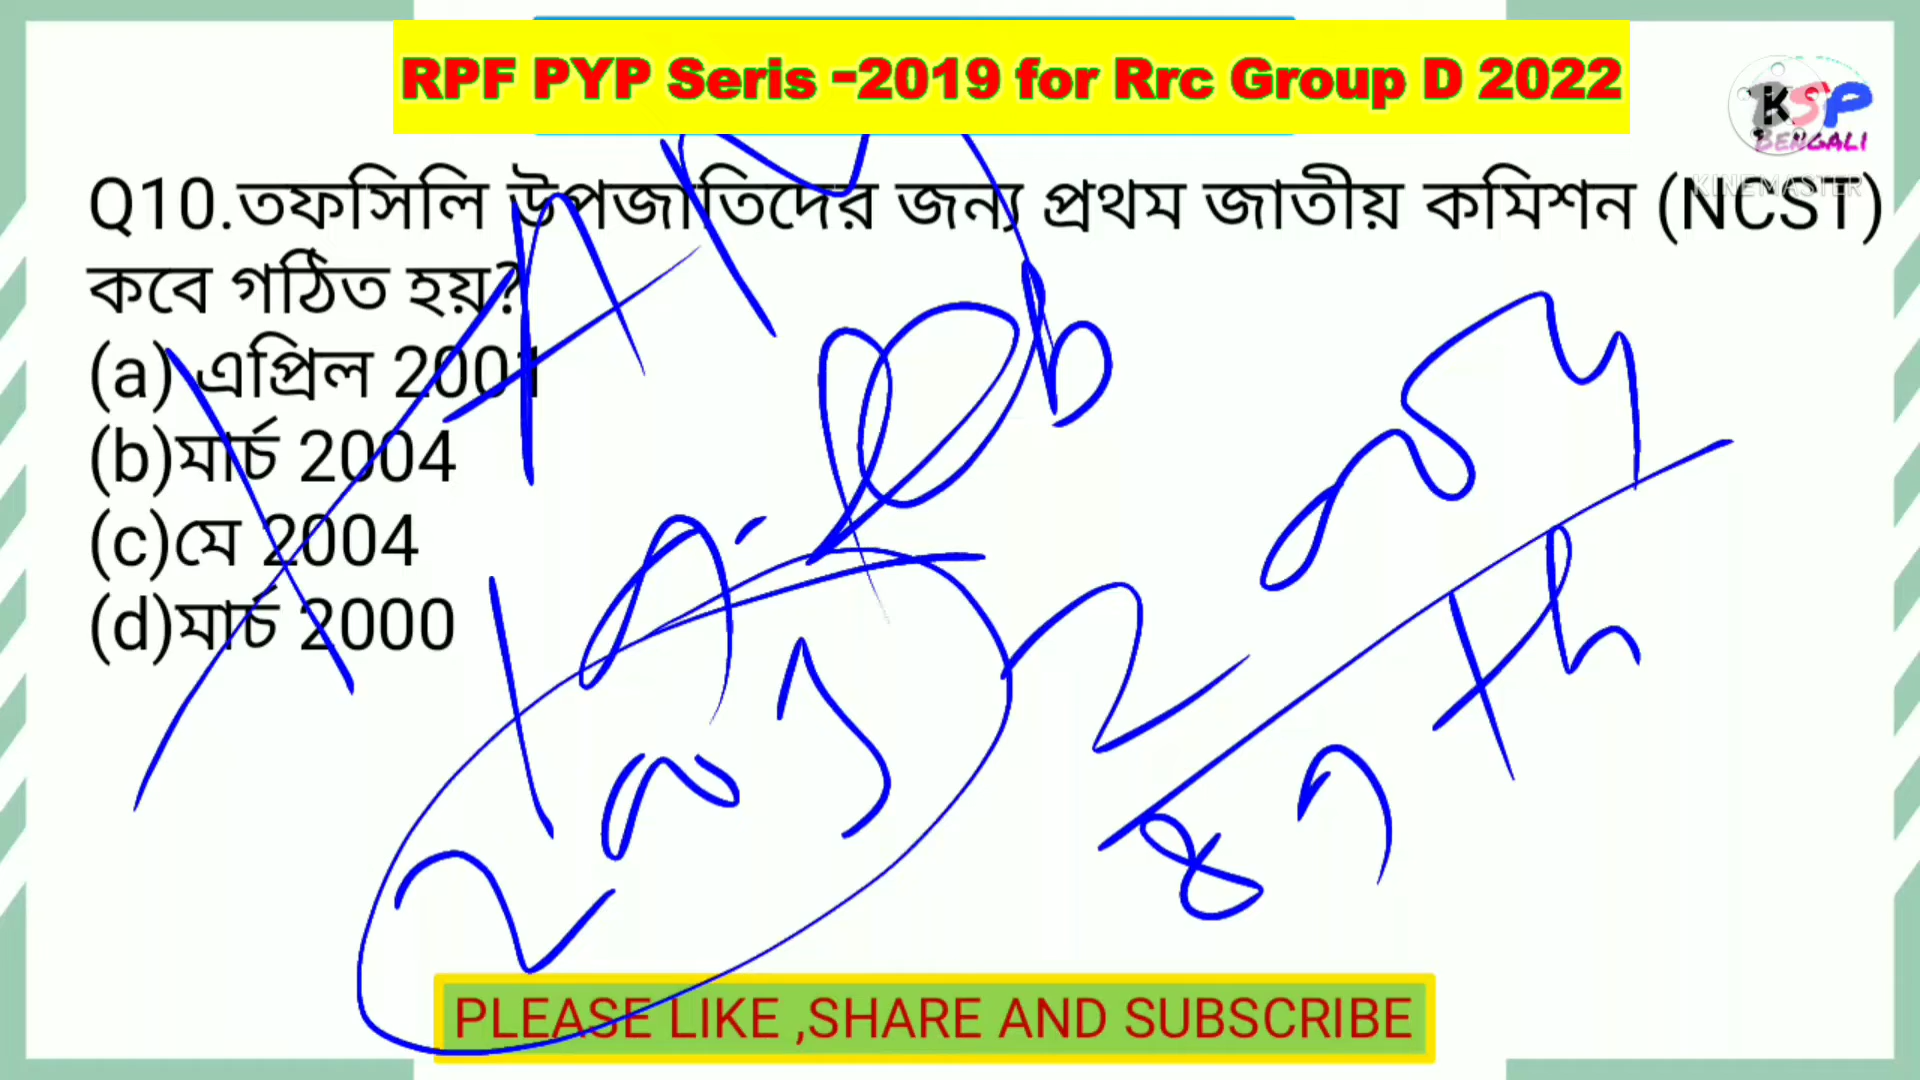 RPF PYP Seris -2019 for Rrc Group D 2022
KSP
BENGALI
KINEMASTER
Q10.তফসিলি উপজাতিদের জন্য প্রথম জাতীয় কমিশন (NCST)
কবে গঠিত হয়?
(a) এপ্রিল 2001
(b)মার্চ 2004
(c)মে 2004
(d)মার্চ 2000
PLEASE LIKE ,SHARE AND SUBSCRIBE